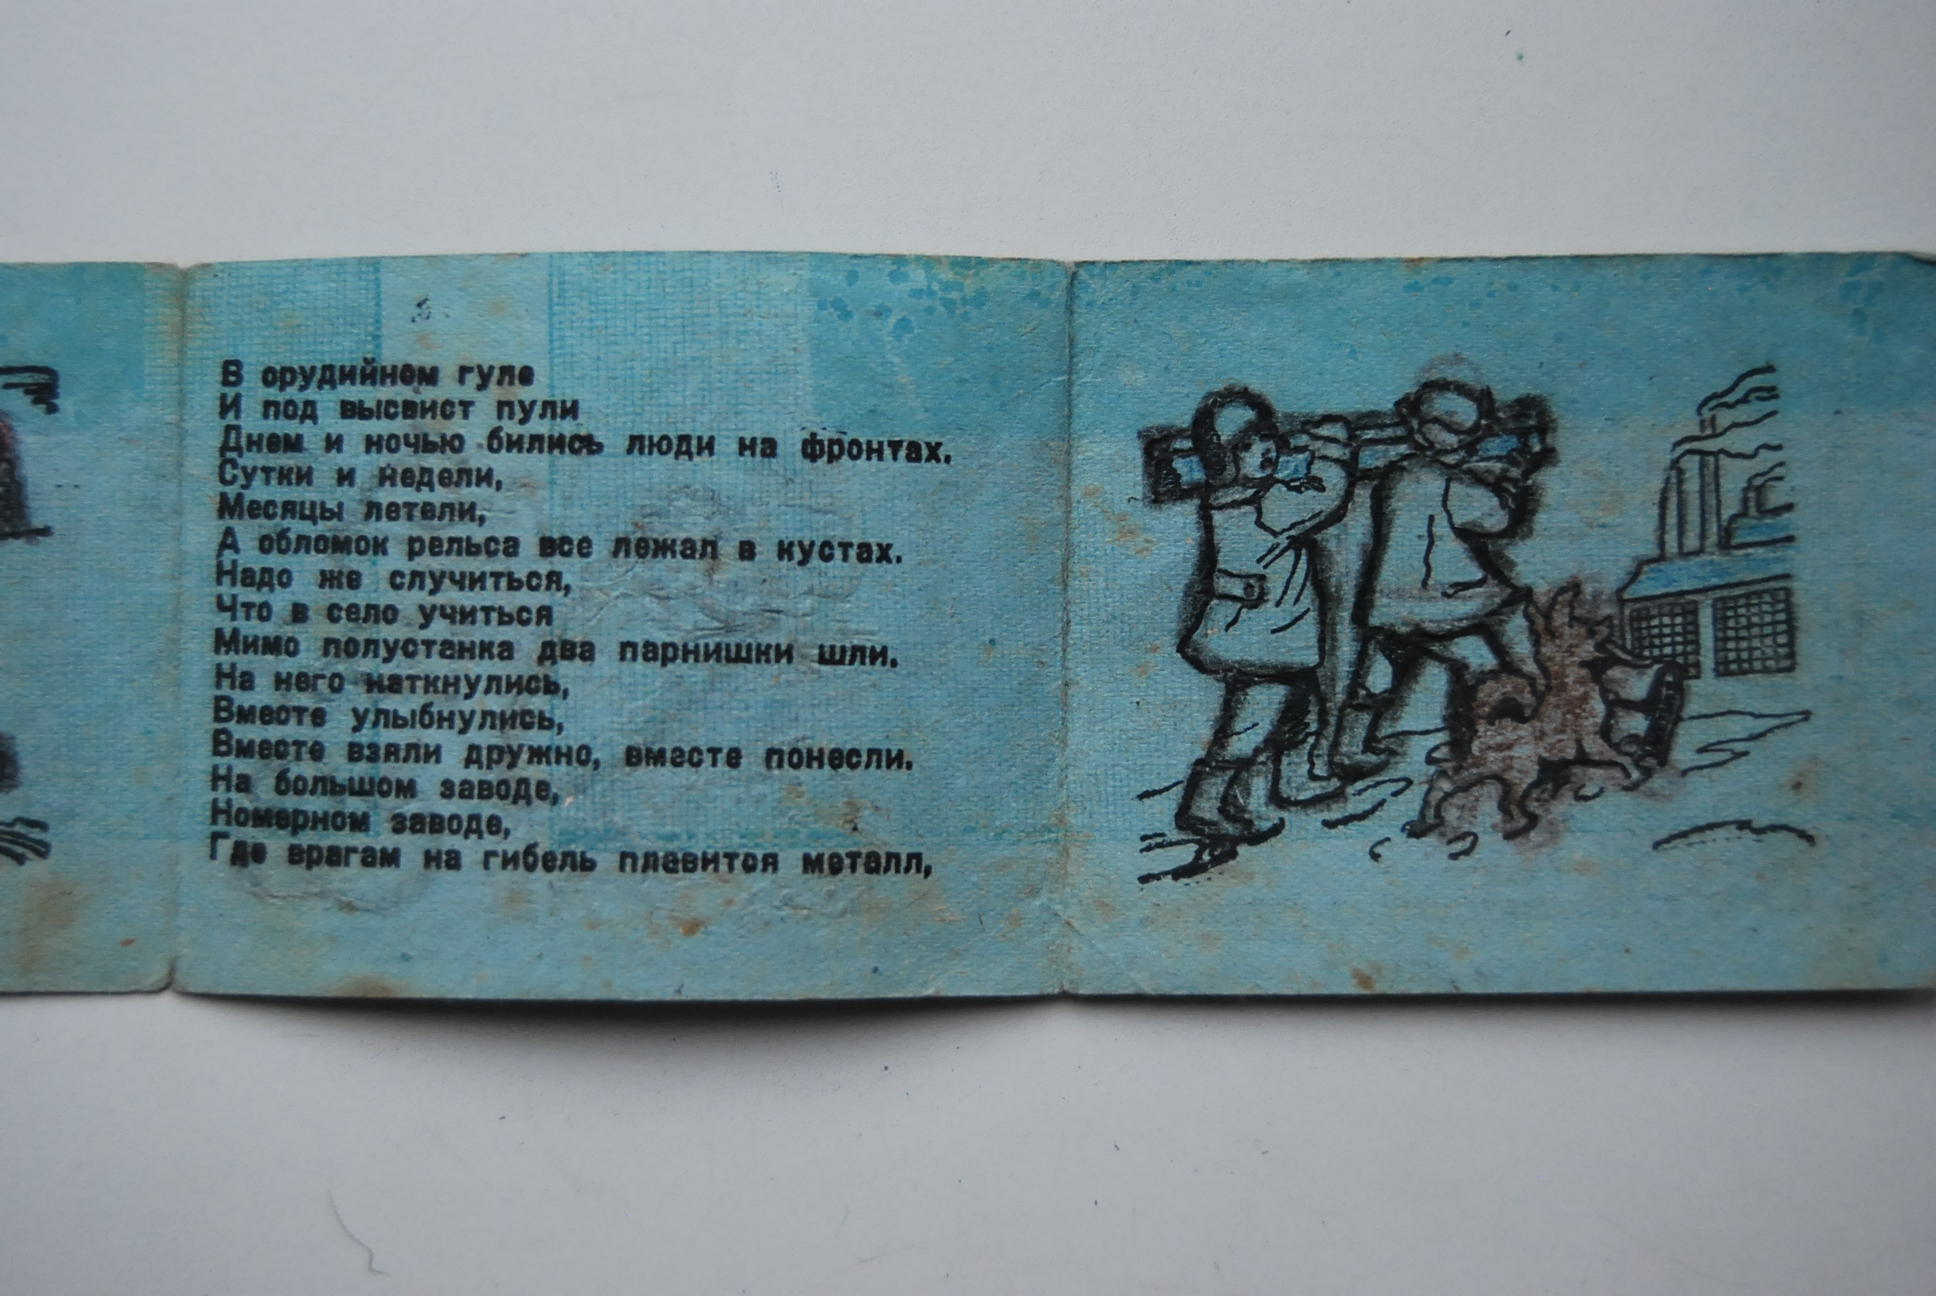 В орудийнем гуле
И под высвист пули
Днем и ночью бились люди на фронтах.
Сутки и недели,
Месяцы летели,
А обломок рельса все лежал в кустах.
Надо же случиться,
Что в село учиться
Мимо полустанка два парнишки шли.
На него наткнулись,
Вместе улыбнулись,
Вместе взяли дружно, вместе понесли.
На большом заводе,
Номерном заводе,
Где врагам на гибель плавится металл,